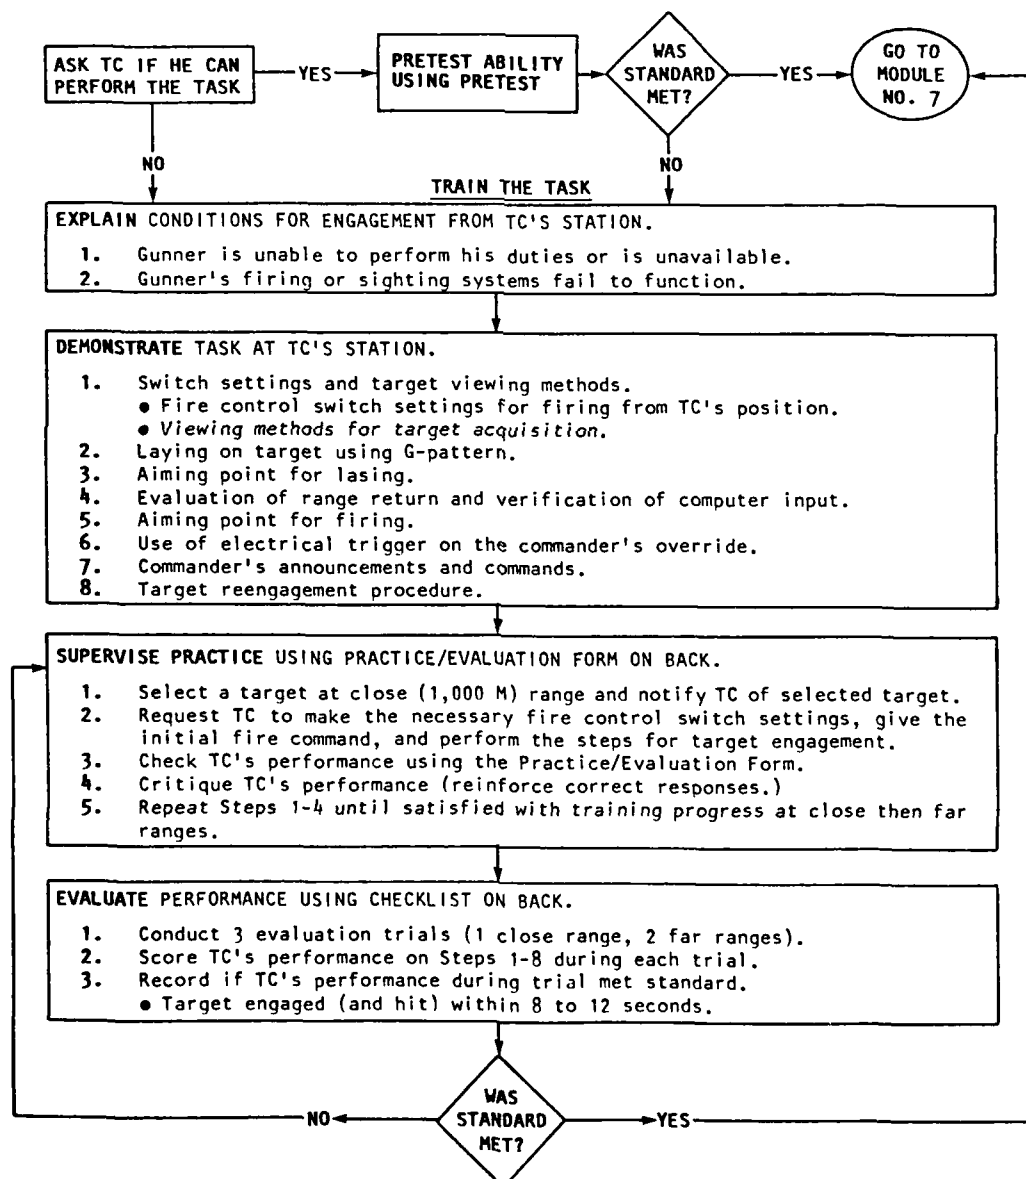 ASK TC IF HE CAN
PERFORM THE TASK
YES
PRETEST ABILITY
USING PRETEST
WAS
STANDARD
MET?
YES
GO TO
MODULE
NO. 7
NO
NO
TRAIN THE TASK
EXPLAIN CONDITIONS FOR ENGAGEMENT FROM TC'S STATION.
1. Gunner is unable to perform his duties or is unavailable.
2. Gunner's firing or sighting systems fail to function.
DEMONSTRATE TASK AT TC'S STATION.
1. Switch settings and target viewing methods.
● Fire control switch settings for firing from TC's position.
● Viewing methods for target acquisition.
2. Laying on target using G-pattern.
3. Aiming point for lasing.
4. Evaluation of range return and verification of computer input.
5. Aiming point for firing.
6. Use of electrical trigger on the commander's override.
7. Commander's announcements and commands.
8. Target reengagement procedure.
SUPERVISE PRACTICE USING PRACTICE/EVALUATION FORM ON BACK.
1. Select a target at close (1,000 M) range and notify TC of selected target.
2. Request TC to make the necessary fire control switch settings, give the
initial fire command, and perform the steps for target engagement.
3. Check TC's performance using the Practice/Evaluation Form.
4. Critique TC's performance (reinforce correct responses.)
5. Repeat Steps 1-4 until satisfied with training progress at close then far
ranges.
EVALUATE PERFORMANCE USING CHECKLIST ON BACK.
1. Conduct 3 evaluation trials (1 close range, 2 far ranges).
2. Score TC's performance on Steps 1-8 during each trial.
3. Record if TC's performance during trial met standard.
● Target engaged (and hit) within 8 to 12 seconds.
NO
WAS
STANDARD
MET?
YES